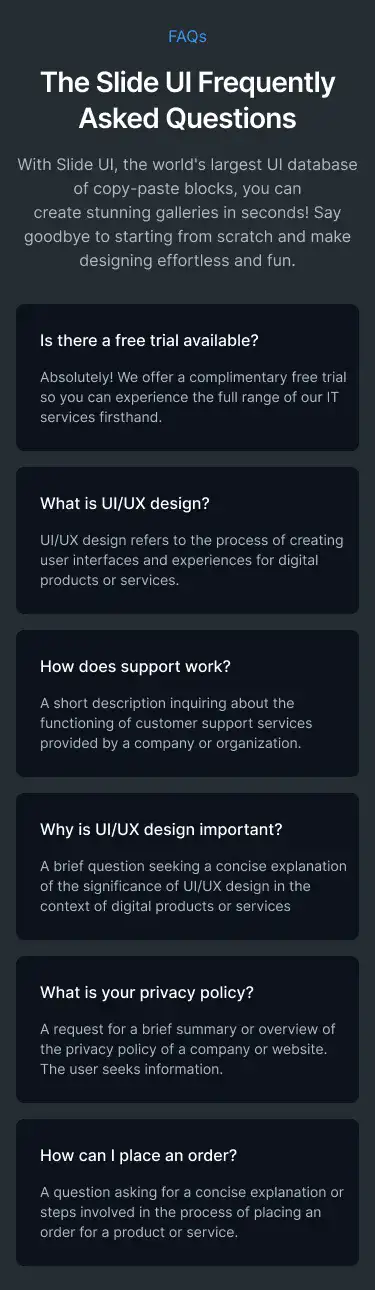 FAQs
The Slide UI Frequently
Asked Questions
With Slide UI, the world's largest UI database
of copy-paste blocks, you can
create stunning galleries in seconds! Say
goodbye to starting from scratch and make
designing effortless and fun.
Is there a free trial available?
Absolutely! We offer a complimentary free trial
so you can experience the full range of our IT
services firsthand.
What is UI/UX design?
UI/UX design refers to the process of creating
user interfaces and experiences for digital
products or services.
How does support work?
A short description inquiring about the
functioning of customer support services
provided by a company or organization.
Why is UI/UX design important?
A brief question seeking a concise explanation
of the significance of UI/UX design in the
context of digital products or services
What is your privacy policy?
A request for a brief summary or overview of
the privacy policy of a company or website.
The user seeks information.
How can I place an order?
A question asking for a concise explanation or
steps involved in the process of placing an
order for a product or service.